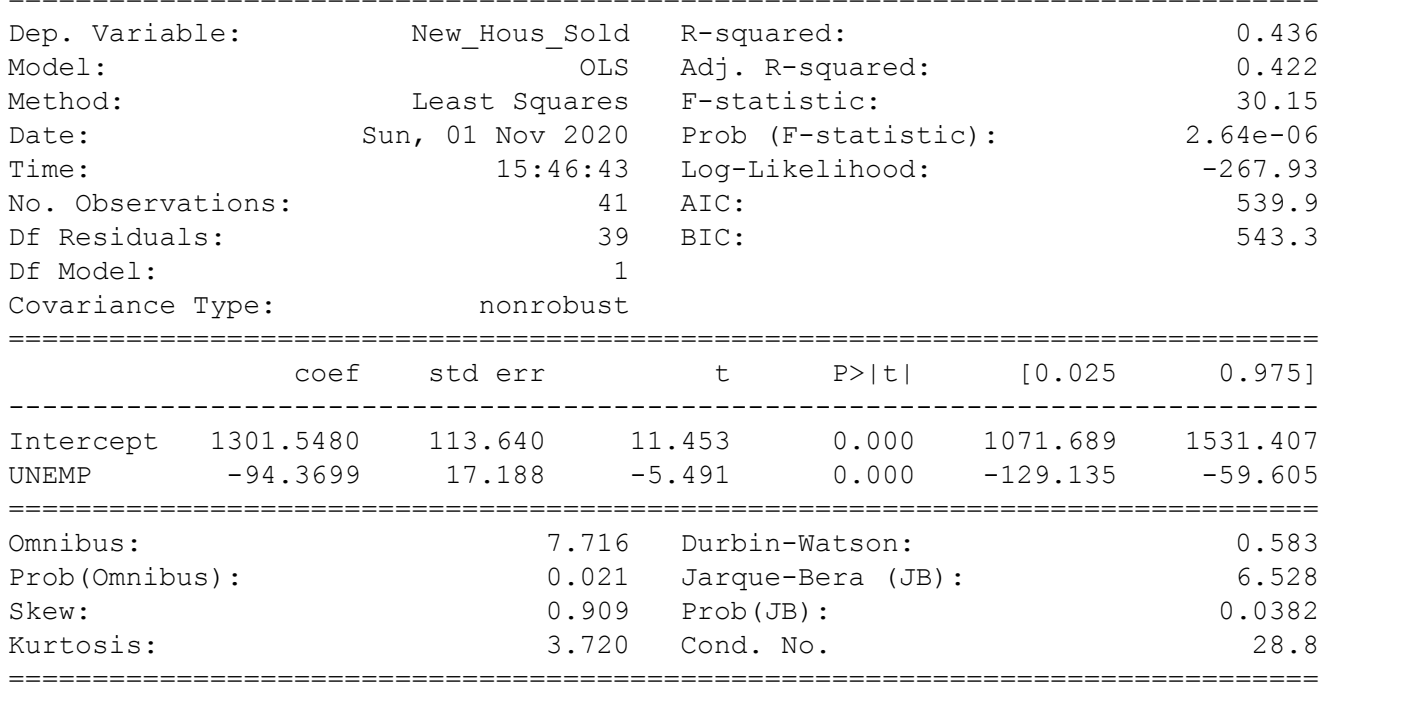 ==============================================================================
Dep. Variable:          New_Hous_Sold   R-squared:                       0.436
Model:                            OLS   Adj. R-squared:                  0.422
Method:                 Least Squares   F-statistic:                     30.15
Date:                Sun, 01 Nov 2020   Prob (F-statistic):           2.64e-06
Time:                        15:46:43   Log-Likelihood:                -267.93
No. Observations:                  41   AIC:                             539.9
Df Residuals:                      39   BIC:                             543.3
Df Model:                           1
Covariance Type:            nonrobust
==============================================================================
                 coef    std err          t      P>|t|      [0.025      0.975]
------------------------------------------------------------------------------
Intercept   1301.5480    113.640     11.453      0.000    1071.689    1531.407
UNEMP        -94.3699     17.188     -5.491      0.000    -129.135     -59.605
==============================================================================
Omnibus:                        7.716   Durbin-Watson:                   0.583
Prob(Omnibus):                  0.021   Jarque-Bera (JB):                6.528
Skew:                           0.909   Prob(JB):                       0.0382
Kurtosis:                       3.720   Cond. No.                         28.8
==============================================================================